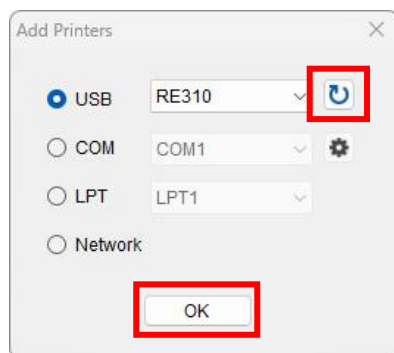 Add Printers
USB RE310
COM COM1
LPT LPT1
Network
OK